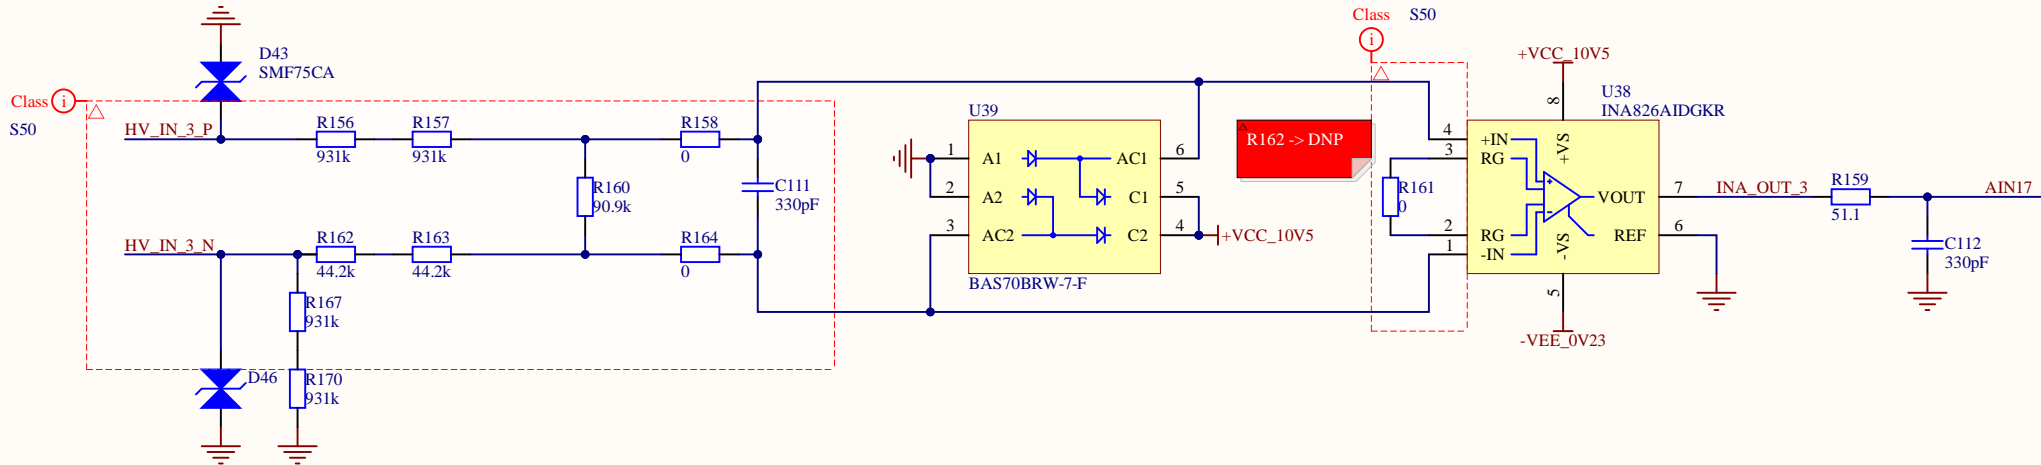 Class S50
D43
SMF75CA
+VCC_10V5
Class
S50
HV_IN_3_P
R156
931k
R157
931k
R158
0
U39
R162 -> DNP
U38
INA826AIDGKR
8
4
3
2
1
+IN
RG
RG
-IN
+VS
-VS
VOUT
REF
7
6
5
R160
90.9k
C111
330pF
1
2
3
A1
A2
AC2
AC1
C1
C2
6
5
4
+VCC_10V5
R161
0
INA_OUT_3
R159
51.1
AIN17
HV_IN_3_N
R162
44.2k
R163
44.2k
R164
0
BAS70BRW-7-F
C112
330pF
R167
931k
-VEE_0V23
D46
R170
931k